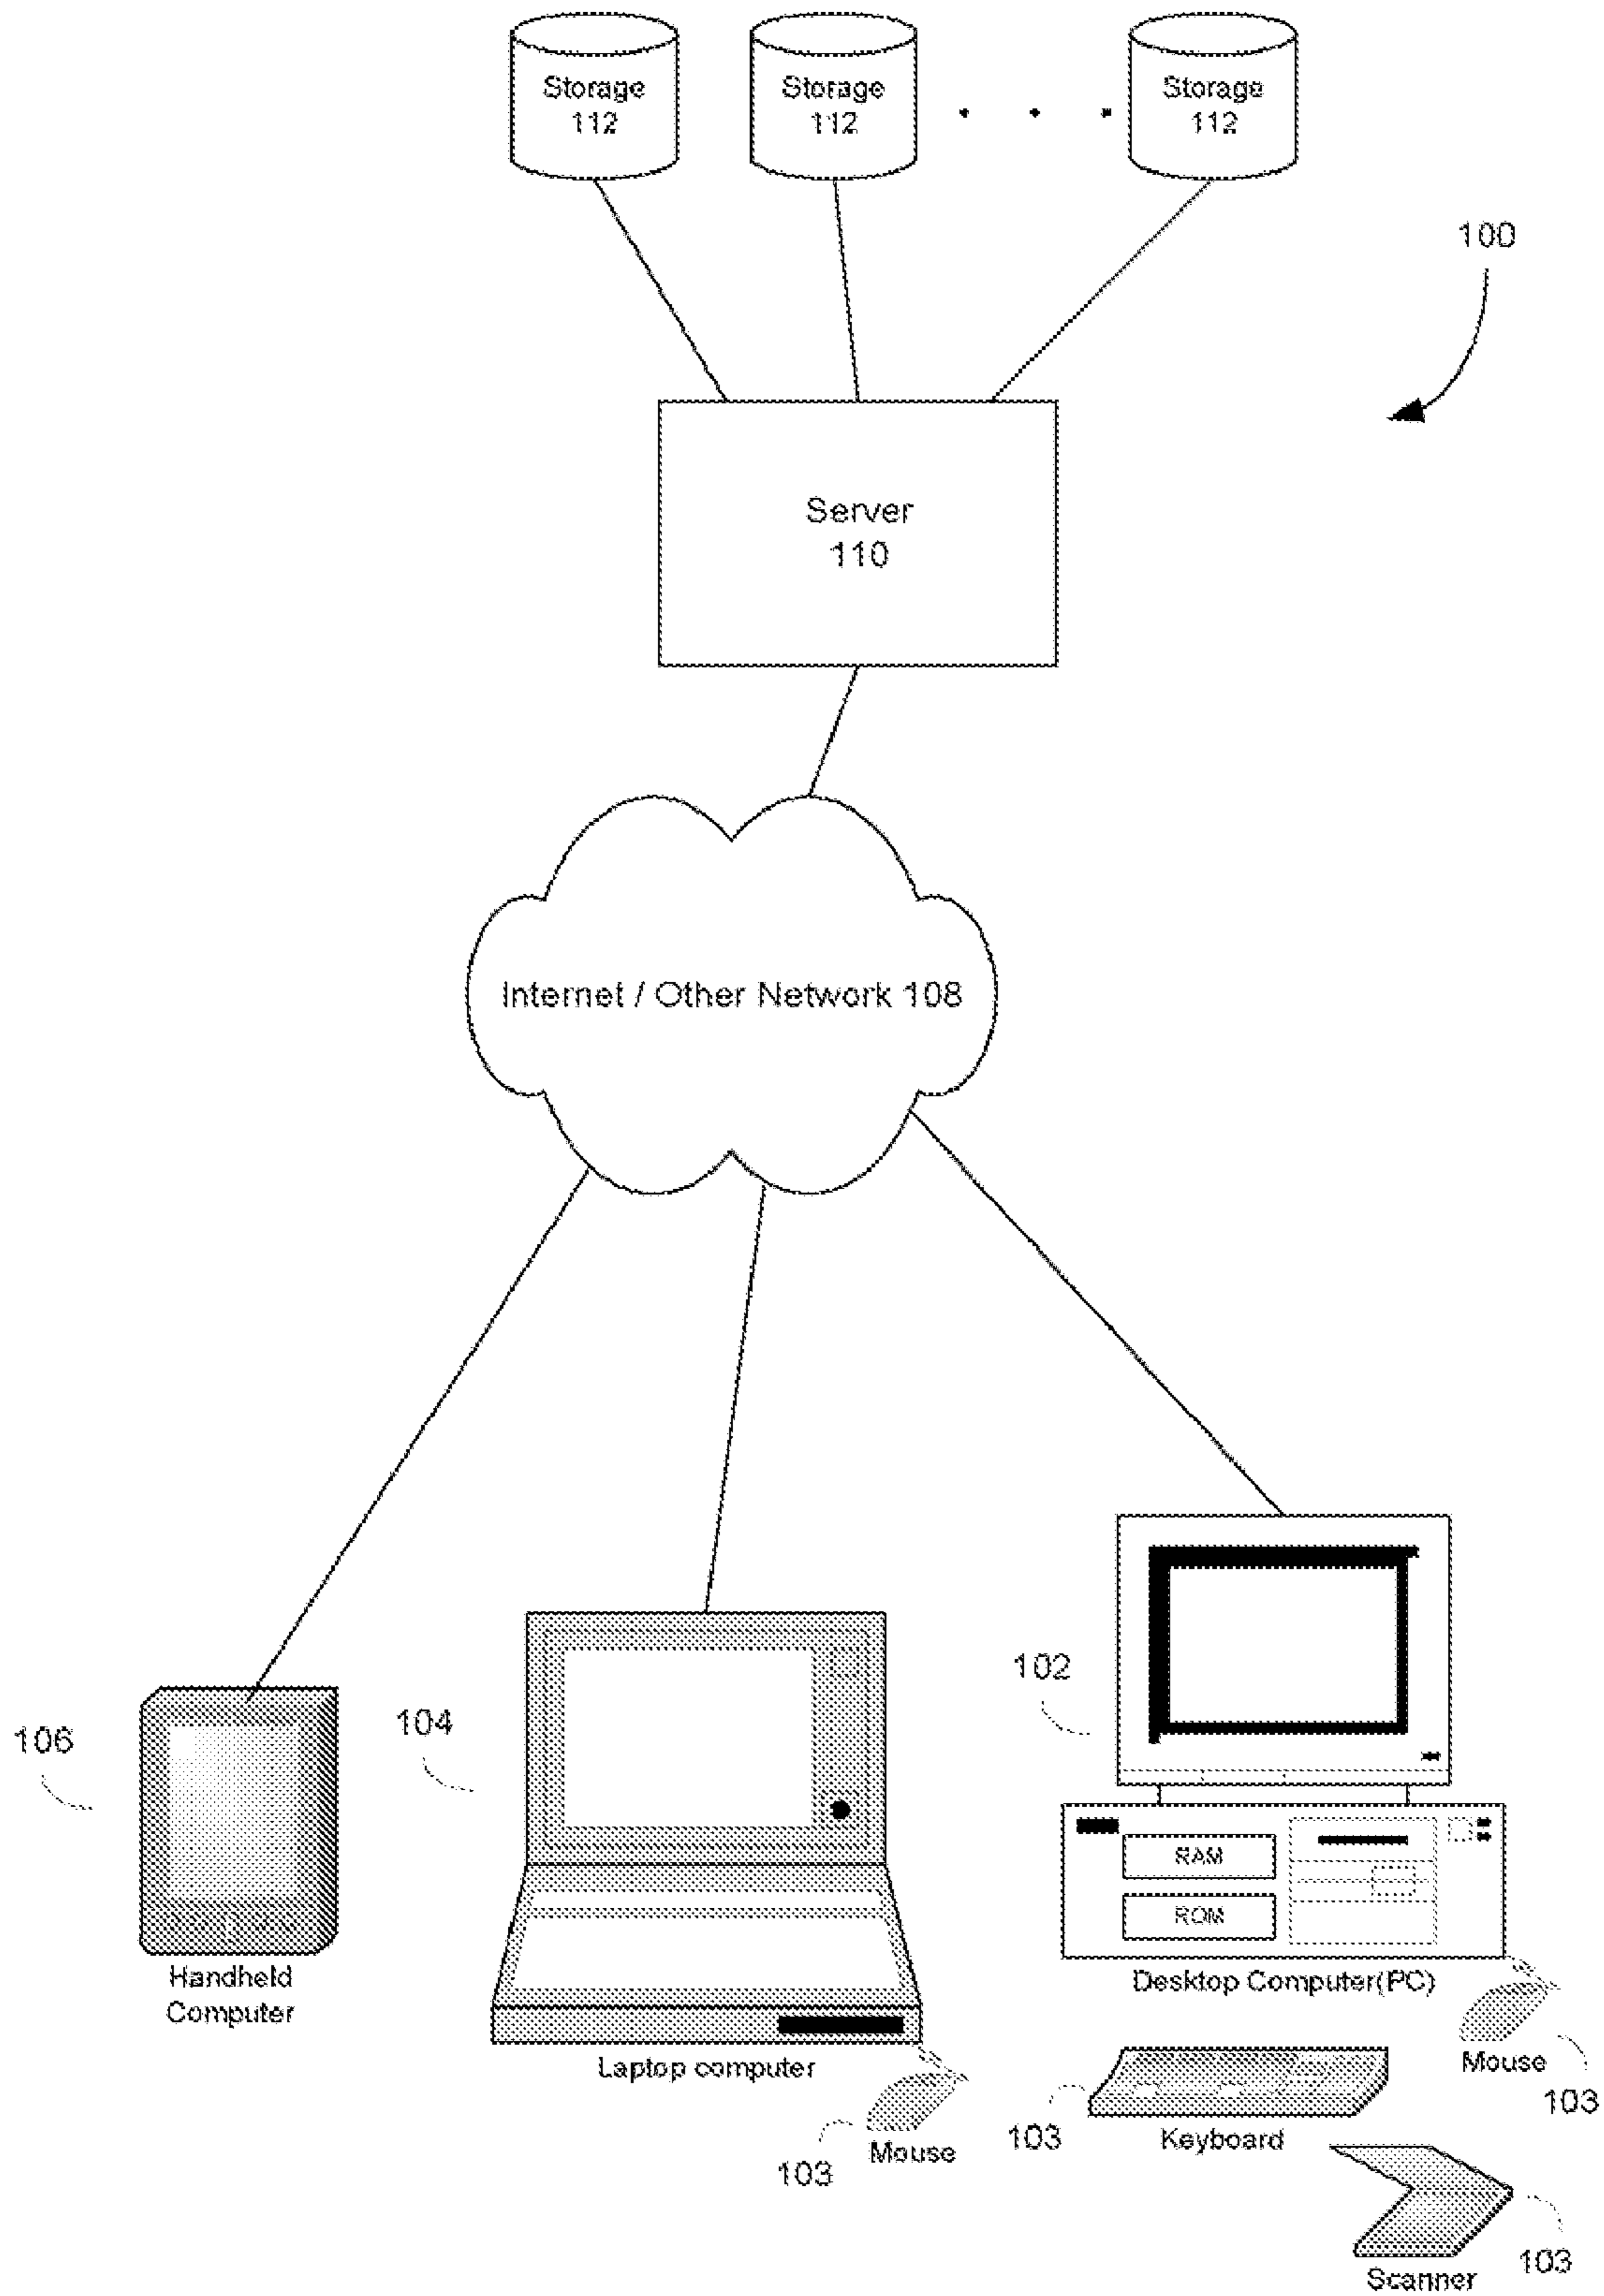 Storage
112
Storage
112
Storage
112
100
Server
110
Internet / Other Network 108
102
104
106
RAM
ROM
Handheld
Computer
Desktop Computer(PC)
Laptop computer
Mouse
103
103
Keyboard
103
Mouse
103
Scanner